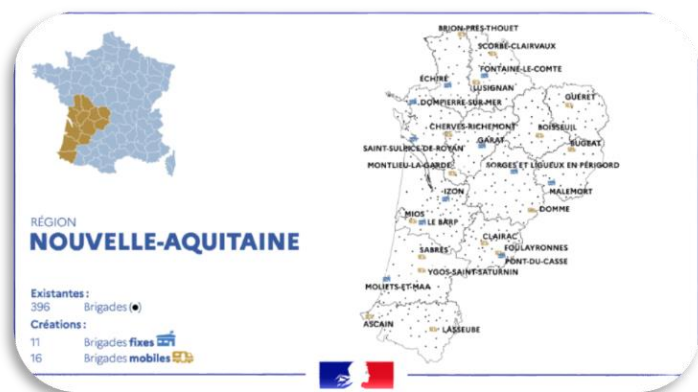 RÉGION
NOUVELLE-AQUITAINE
Existantes :
396 Brigades (●)
Créations :
11 Brigades fixes
16 Brigades mobiles
BRION-PRÈS-THOUET
SCORBÉ-CLAIRVAUX
FONTAINE-LE-COMTE
ÉCHIRÉ
LUSIGNAN
DOMPIERRE-SUR-MER
GUÉRET
CHERVES-RICHEMONT
BOISSEUIL
SAINT-SULPICE-DE-ROYAN
GARAT
BUGEAT
MONTLIEU-LA-GARDE
SORGES ET LIGUEUX EN PÉRIGORD
MALEMORT
IZON
DOMME
MIOS
LE BARP
CLAIRAC
SABRES
FOULAYRONNES
PONT-DU-CASSE
YGOS-SAINT-SATURNIN
MOLIETS-ET-MAA
ASCAIN
LASSEUBE